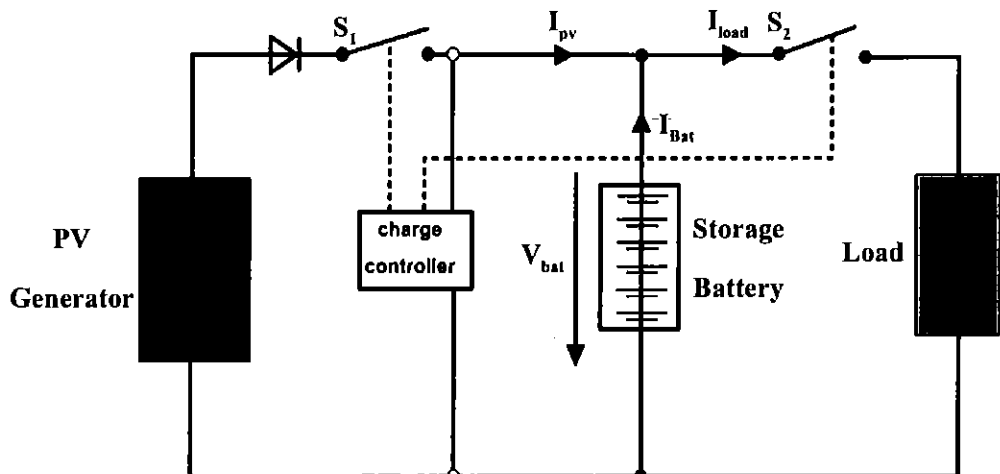 S1
Ipv
Iload
S2
IBat
PV
Generator
charge
controller
Vbat
Storage
Battery
Load